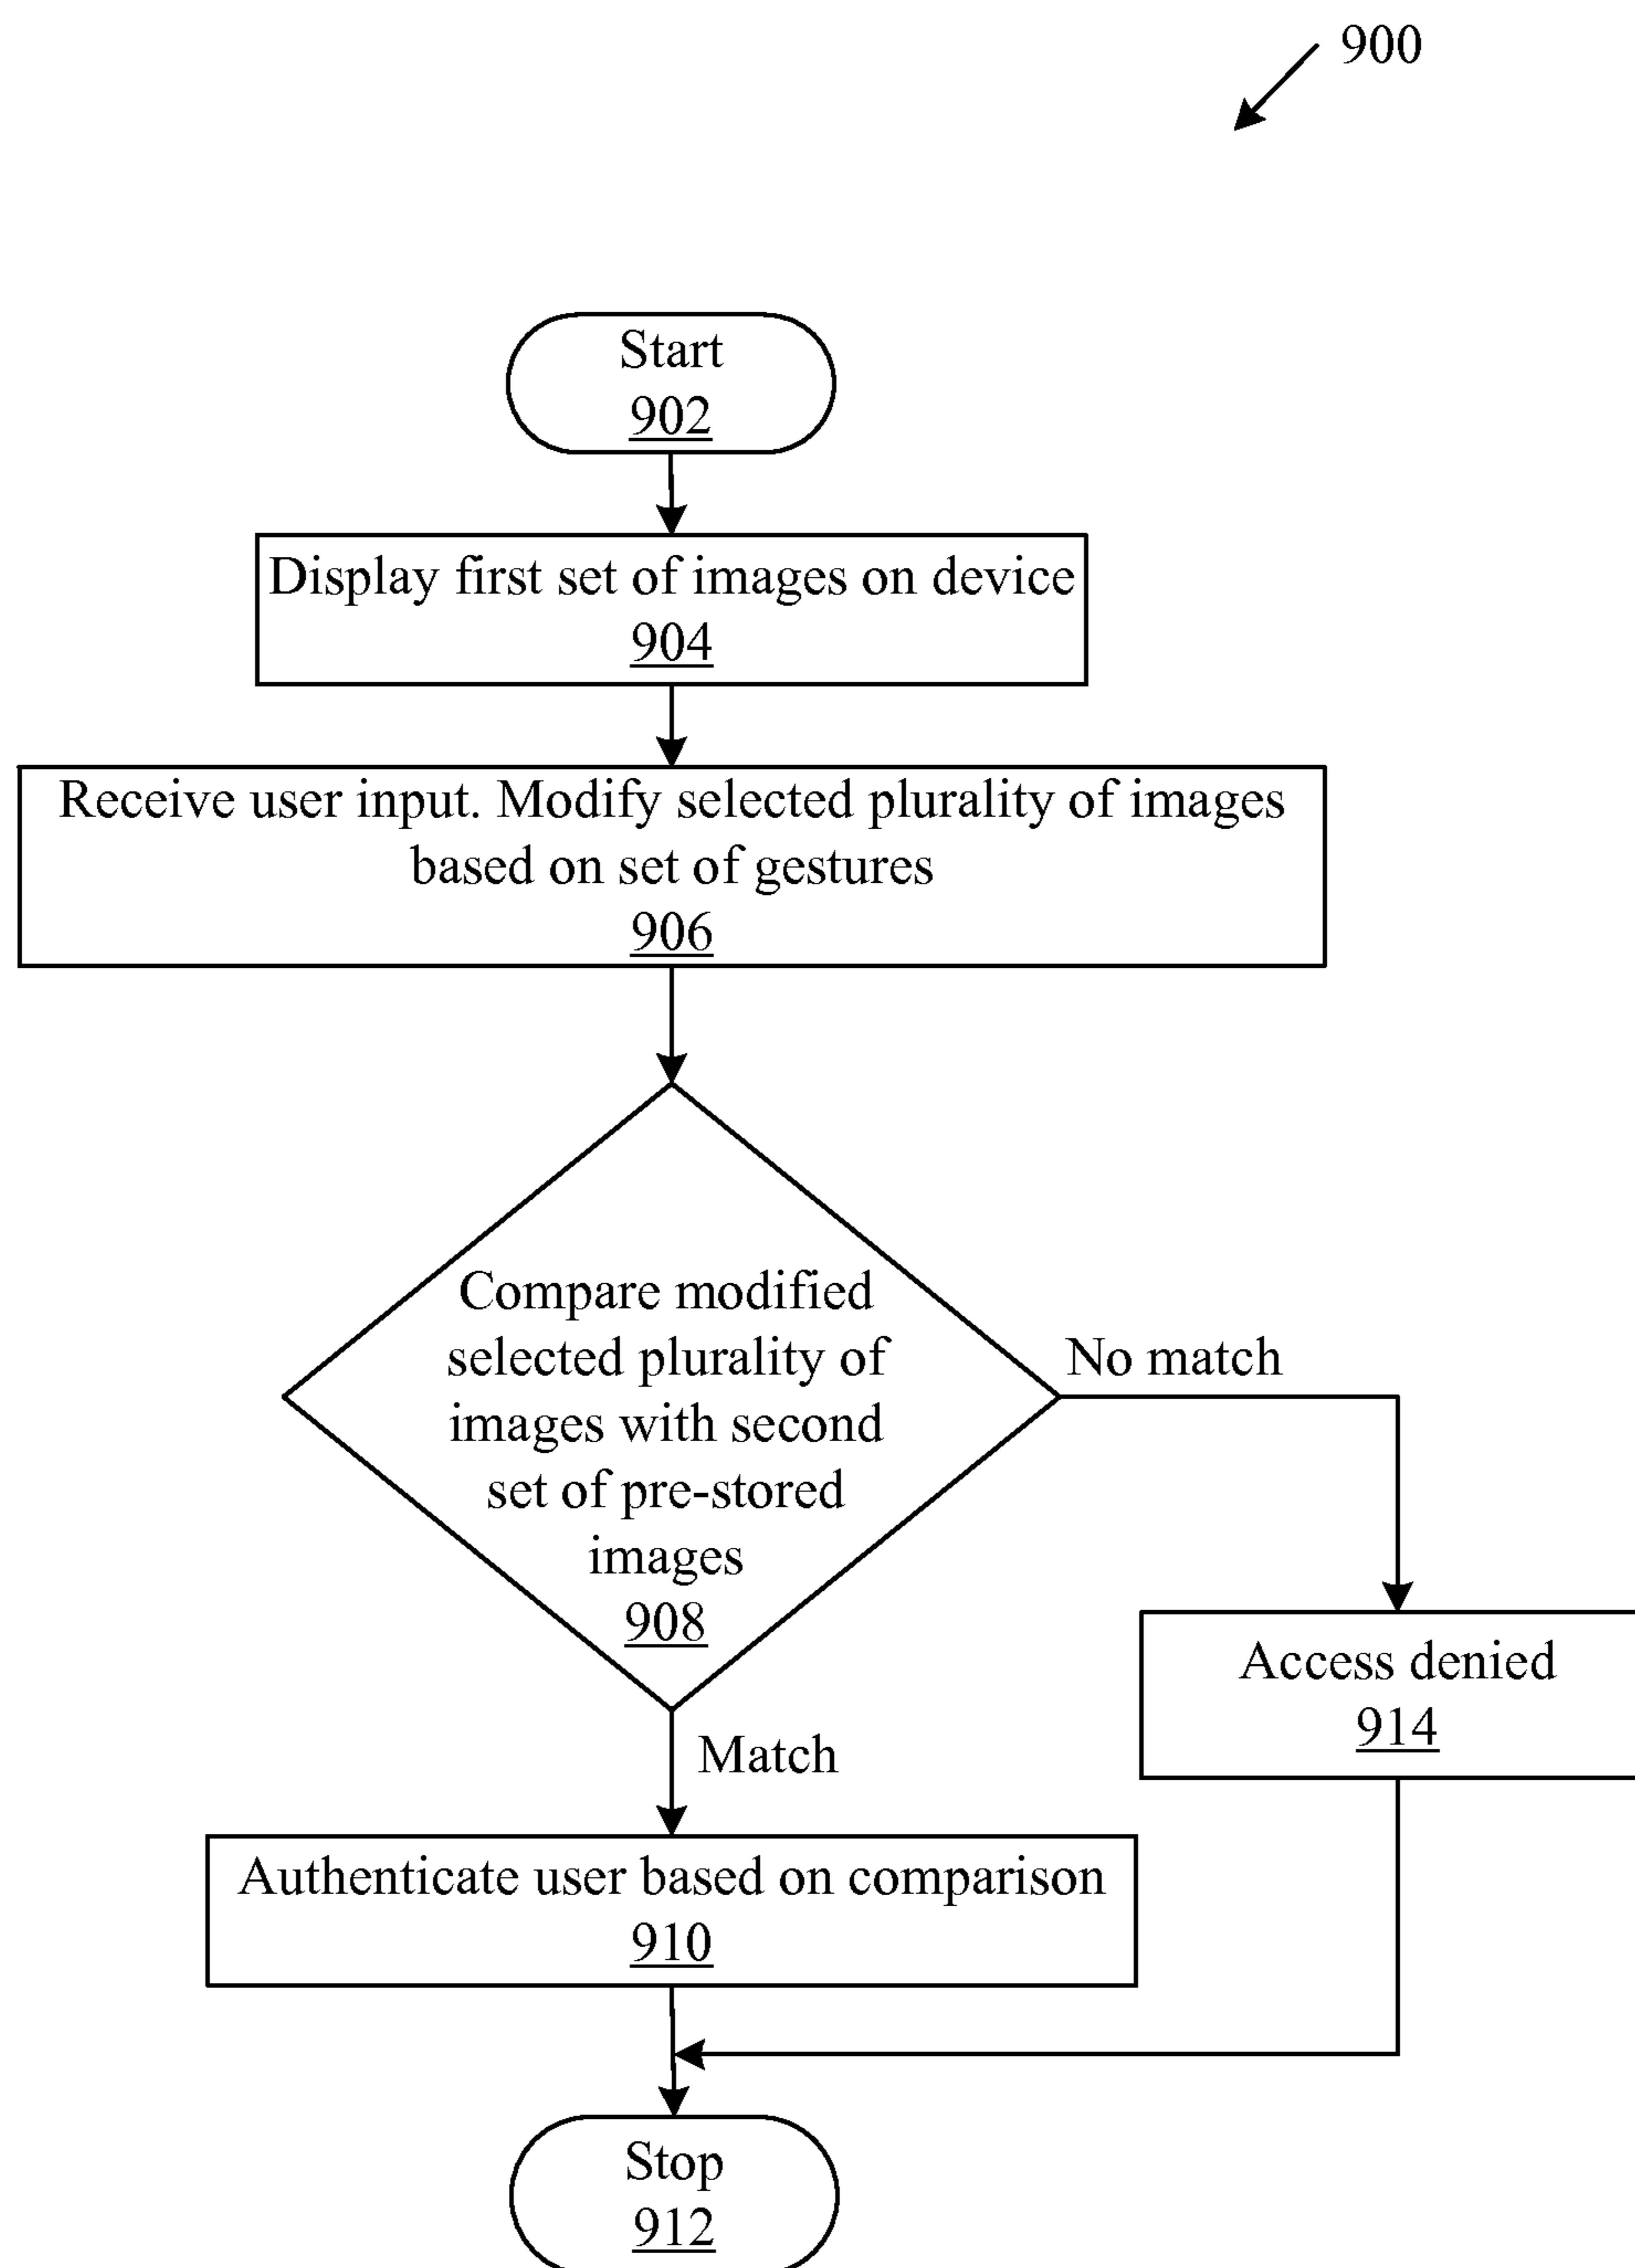 900
Start
902
Display first set of images on device
904
Receive user input. Modify selected plurality of images
based on set of gestures
906
Compare modified
selected plurality of
images with second
set of pre-stored
images
908
No match
Access denied
914
Match
Authenticate user based on comparison
910
Stop
912